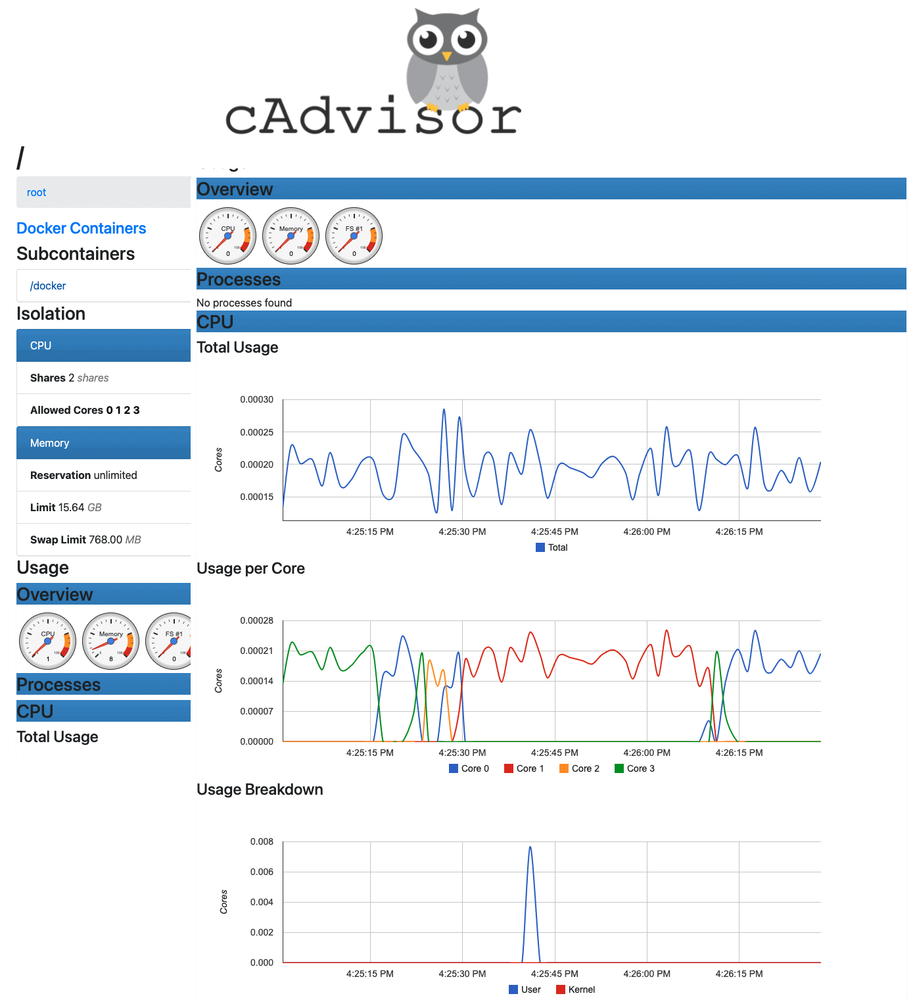 cAdvisor
/
root
Docker Containers
Subcontainers
/docker
Isolation
CPU
Shares 2 shares
Allowed Cores 0 1 2 3
Memory
Reservation unlimited
Limit 15.64 GB
Swap Limit 768.00 MB
Usage
Overview
CPU
0
100
1
Memory
0
100
8
FS #1
0
100
0
Processes
CPU
Total Usage
Overview
CPU
100
0
Memory
100
0
FS #1
100
0
Processes
No processes found
CPU
Total Usage
Cores
0.00030
0.00025
0.00020
0.00015
4:25:15 PM 4:25:30 PM 4:25:45 PM 4:26:00 PM 4:26:15 PM
Total
Usage per Core
Cores
0.00028
0.00021
0.00014
0.00007
0.00000
4:25:15 PM 4:25:30 PM 4:25:45 PM 4:26:00 PM 4:26:15 PM
Core 0 Core 1 Core 2 Core 3
Usage Breakdown
Cores
0.008
0.006
0.004
0.002
0.000
4:25:15 PM 4:25:30 PM 4:25:45 PM 4:26:00 PM 4:26:15 PM
User Kernel